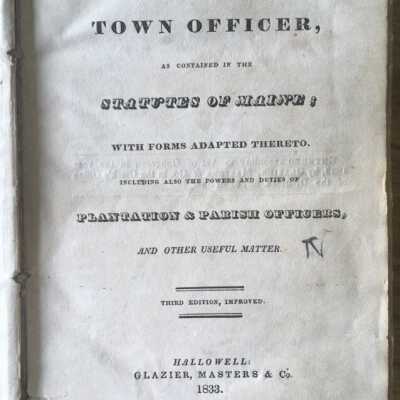 TOWN OFFICER,
AS CONTAINED IN THE
STATUTES OF MAINE;
WITH FORMS ADAPTED THERETO.
INCLUDING ALSO THE POWERS AND DUTIES OF
PLANTATION & PARISH OFFICERS,
AND OTHER USEFUL MATTER.
THIRD EDITION, IMPROVED.
HALLOWELL:
GLAZIER, MASTERS & Co.
1833.